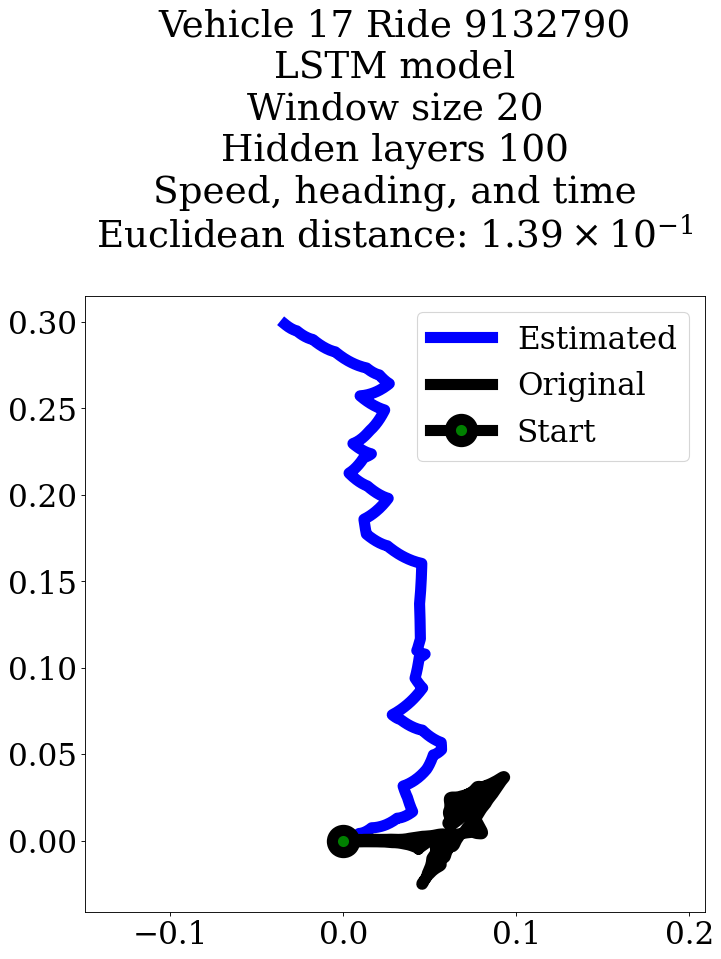 Vehicle 17 Ride 9132790
LSTM model
Window size 20
Hidden layers 100
Speed, heading, and time
Euclidean distance: 1.39 × 10⁻¹
Estimated
Original
Start
0.30
0.25
0.20
0.15
0.10
0.05
0.00
−0.1 0.0 0.1 0.2